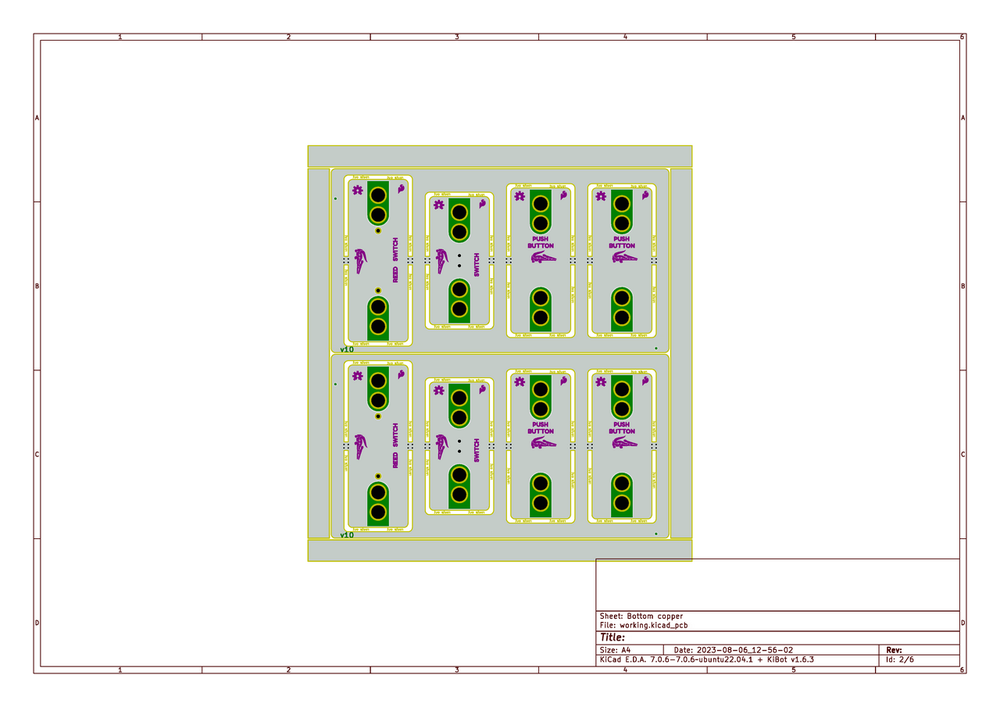 1 2 3 4 5 6
A A
REED SWITCH
SWITCH
PUSH
BUTTON
PUSH
BUTTON
B B
v10
REED SWITCH
SWITCH
PUSH
BUTTON
PUSH
BUTTON
C C
v10
D D
Sheet: Bottom copper
File: working.kicad_pcb
Title:
Size: A4 Date: 2023-08-06_12-56-02 Rev:
KiCad E.D.A. 7.0.6-7.0.6-ubuntu22.04.1 + KiBot v1.6.3 Id: 2/6
1 2 3 4 5 6